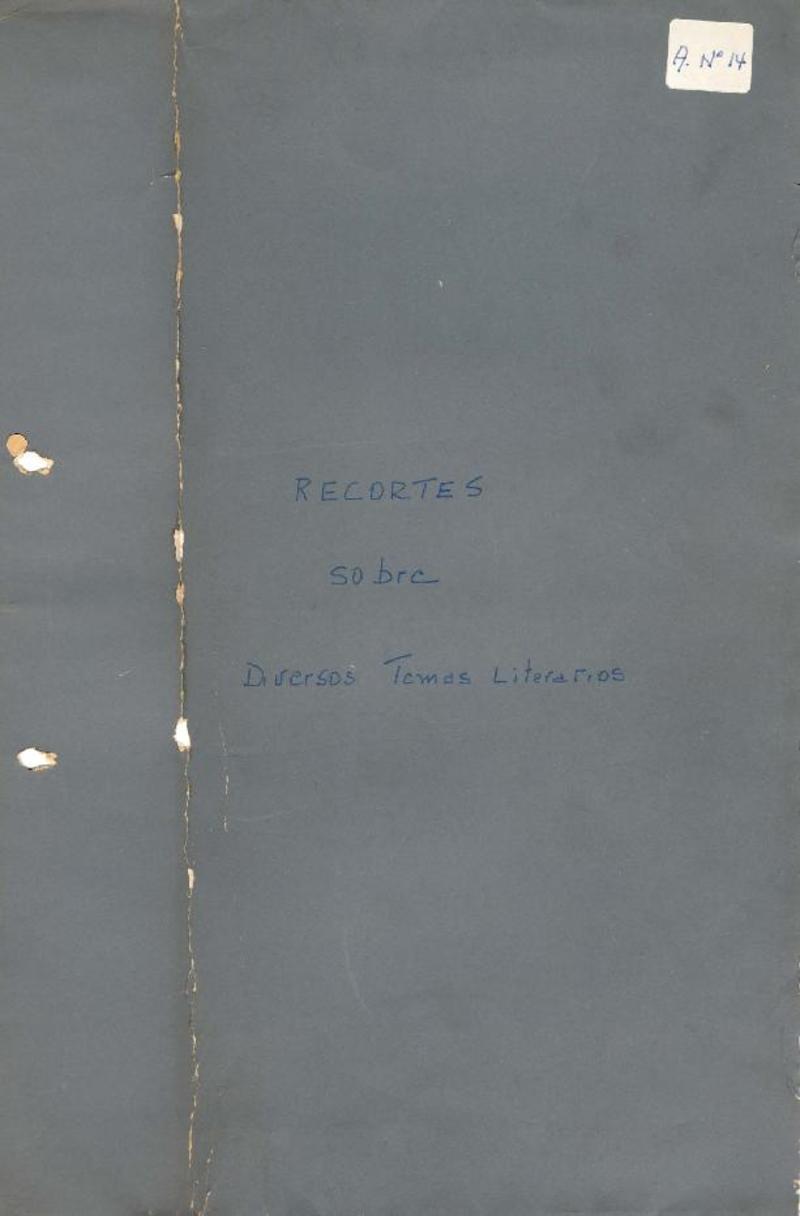 A. Nº 14
RECORTES
sobre
Diversos Temas Literarios